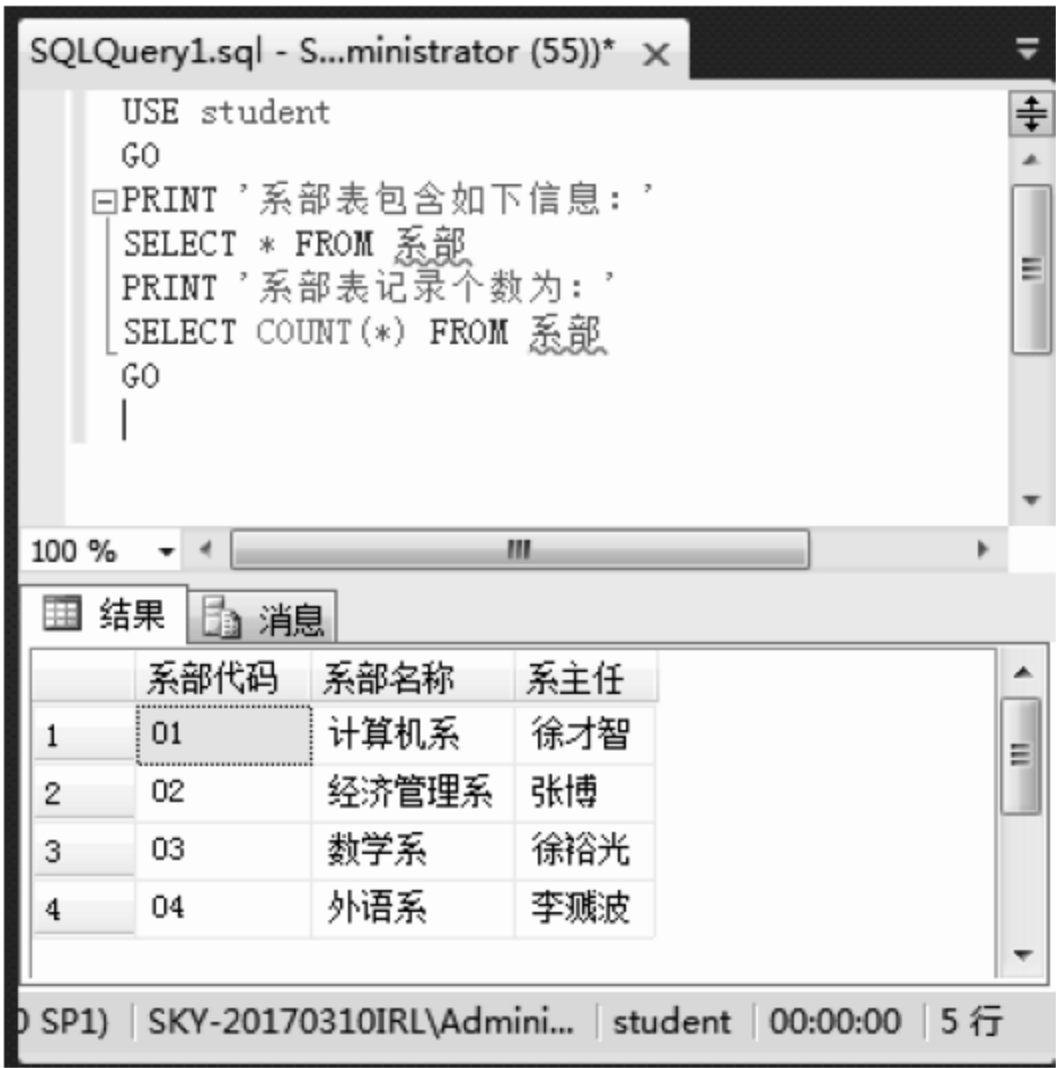 SQLQuery1.sql - S...ministrator (55))*
USE student
GO
PRINT '系部表包含如下信息：'
SELECT * FROM 系部
PRINT '系部表记录个数为：'
SELECT COUNT(*) FROM 系部
GO
100 %
结果 消息
系部代码 系部名称 系主任
1 01 计算机系 徐才智
2 02 经济管理系 张博
3 03 数学系 徐裕光
4 04 外语系 李溅波
0 SP1) SKY-20170310IRL\Admini... student 00:00:00 5 行